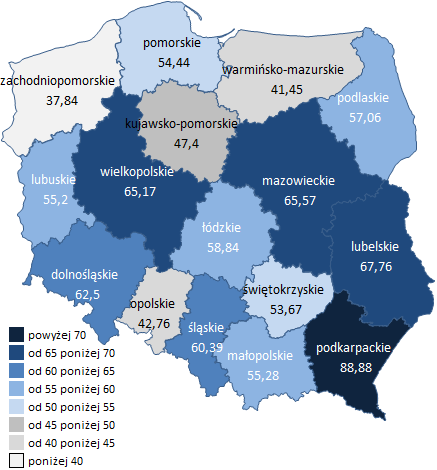 pomorskie
54,44
zachodniopomorskie
37,84
warmińsko-mazurskie
41,45
podlaskie
57,06
kujawsko-pomorskie
47,4
wielkopolskie
65,17
lubuskie
55,2
mazowieckie
65,57
łódzkie
58,84
lubelskie
67,76
dolnośląskie
62,5
opolskie
42,76
świętokrzyskie
53,67
śląskie
60,39
małopolskie
55,28
podkarpackie
88,88
powyżej 70
od 65 poniżej 70
od 60 poniżej 65
od 55 poniżej 60
od 50 poniżej 55
od 45 poniżej 50
od 40 poniżej 45
poniżej 40